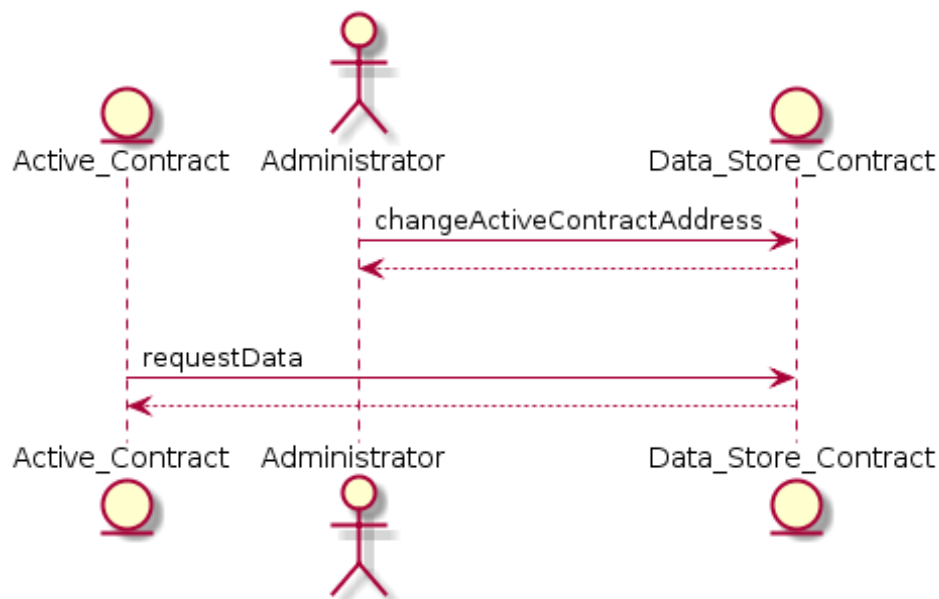 Active_Contract Administrator Data_Store_Contract
changeActiveContractAddress
requestData
Active_Contract Administrator Data_Store_Contract